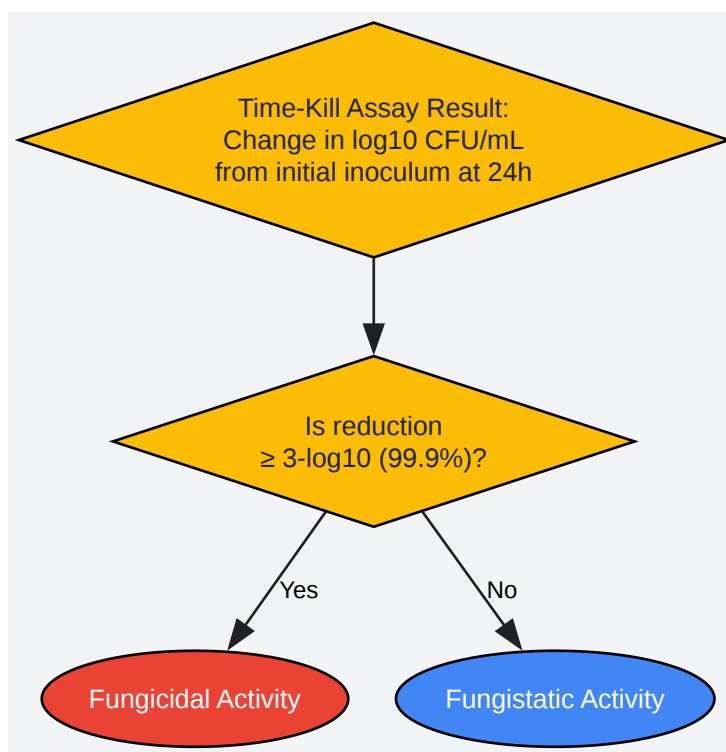 Time-Kill Assay Result:
Change in log10 CFU/mL
from initial inoculum at 24h
Is reduction
≥ 3-log10 (99.9%)?
Yes
No
Fungicidal Activity
Fungistatic Activity